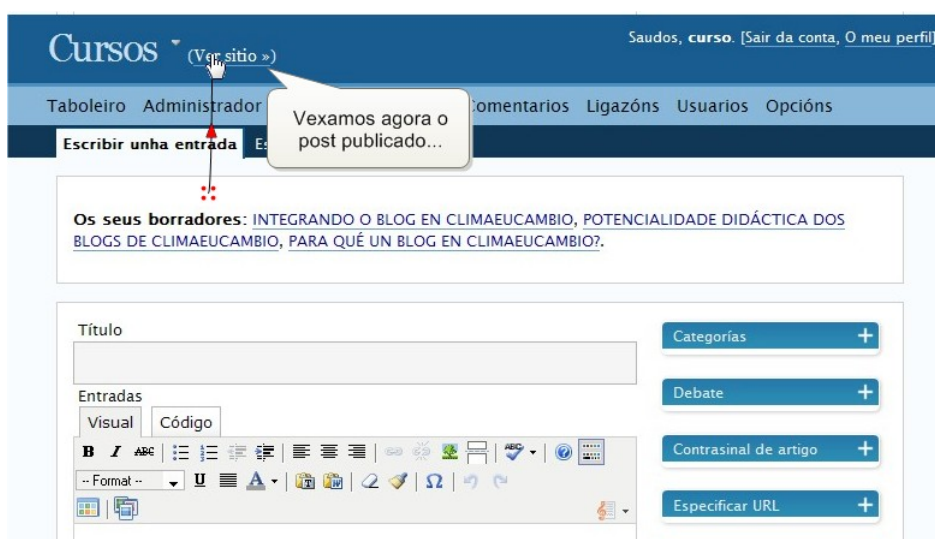 Cursos (Ver sitio »)
Saudos, curso. [Sair da conta, O meu perfil]
Vexamos agora o
post publicado...
Taboleiro Administrador Comentarios Ligazóns Usuarios Opcións
Escribir unha entrada
Os seus borradores: INTEGRANDO O BLOG EN CLIMAEUCAMBIO, POTENCIALIDADE DIDÁCTICA DOS
BLOGS DE CLIMAEUCAMBIO, PARA QUÉ UN BLOG EN CLIMAEUCAMBIO?.
Título
Entradas
Visual Código
B I ABC ABC
-- Format -- U A T W Ω
Categorías
Debate
Contrasinal de artigo
Especificar URL